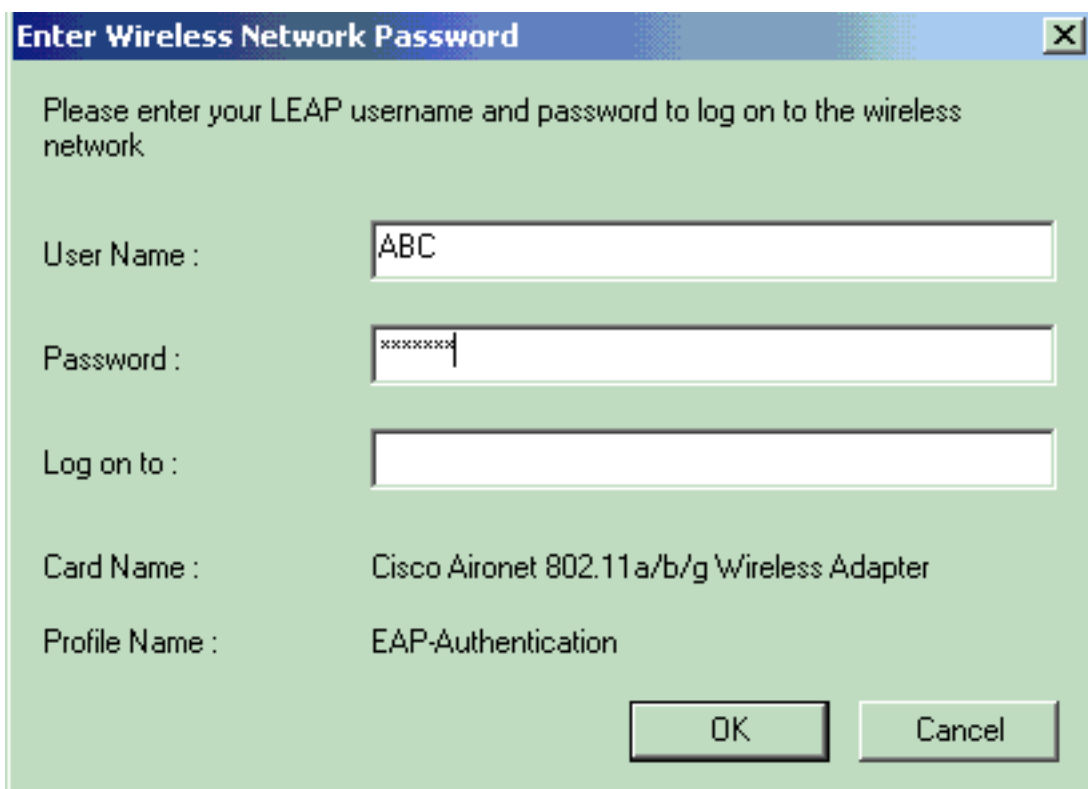 Enter Wireless Network Password
Please enter your LEAP username and password to log on to the wireless
network
User Name : ABC
Password : *******
Log on to :
Card Name : Cisco Aironet 802.11a/b/g Wireless Adapter
Profile Name : EAP-Authentication
OK Cancel